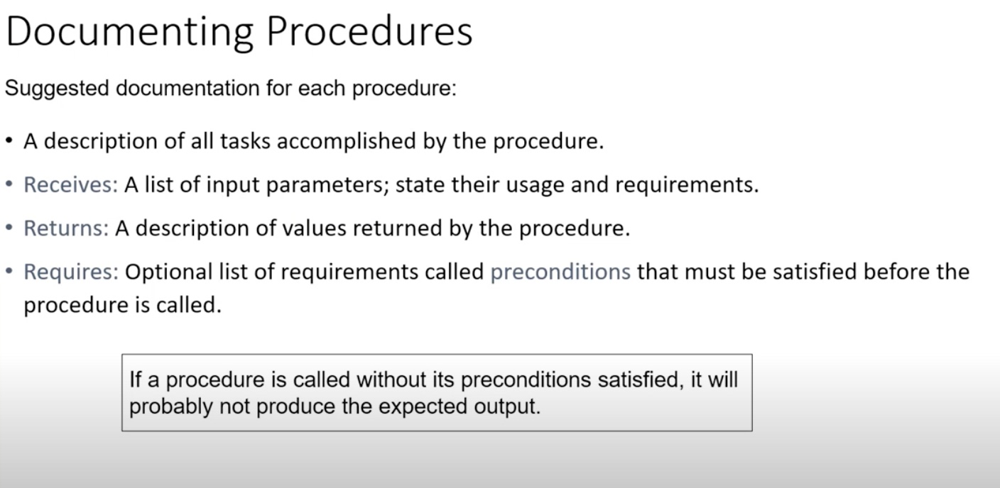 Documenting Procedures
Suggested documentation for each procedure:
• A description of all tasks accomplished by the procedure.
• Receives: A list of input parameters; state their usage and requirements.
• Returns: A description of values returned by the procedure.
• Requires: Optional list of requirements called preconditions that must be satisfied before the
procedure is called.
If a procedure is called without its preconditions satisfied, it will
probably not produce the expected output.